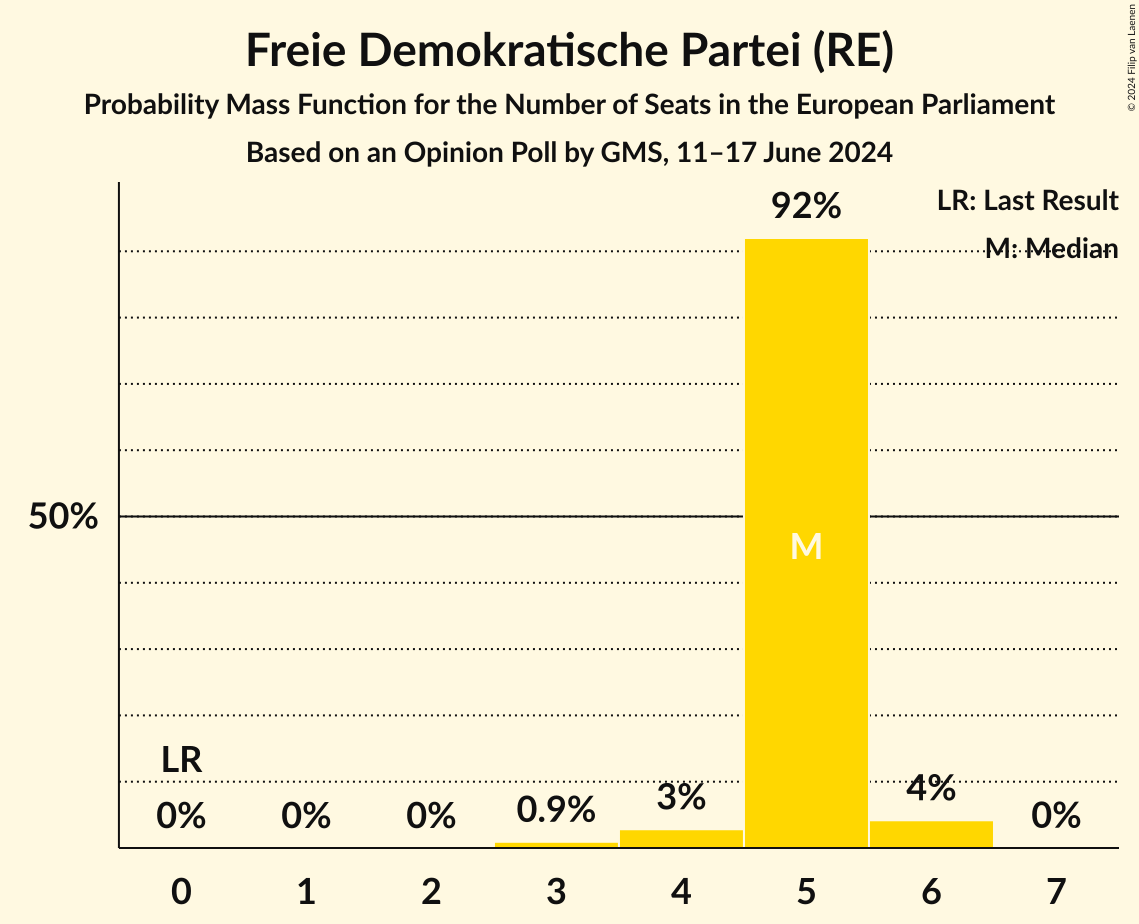 Freie Demokratische Partei (RE)
Probability Mass Function for the Number of Seats in the European Parliament
Based on an Opinion Poll by GMS, 11–17 June 2024
© 2024 Filip van Laenen
LR: Last Result
M: Median
92%
50%
M
LR
0%
0%
0%
0.9%
3%
4%
0%
0
1
2
3
4
5
6
7